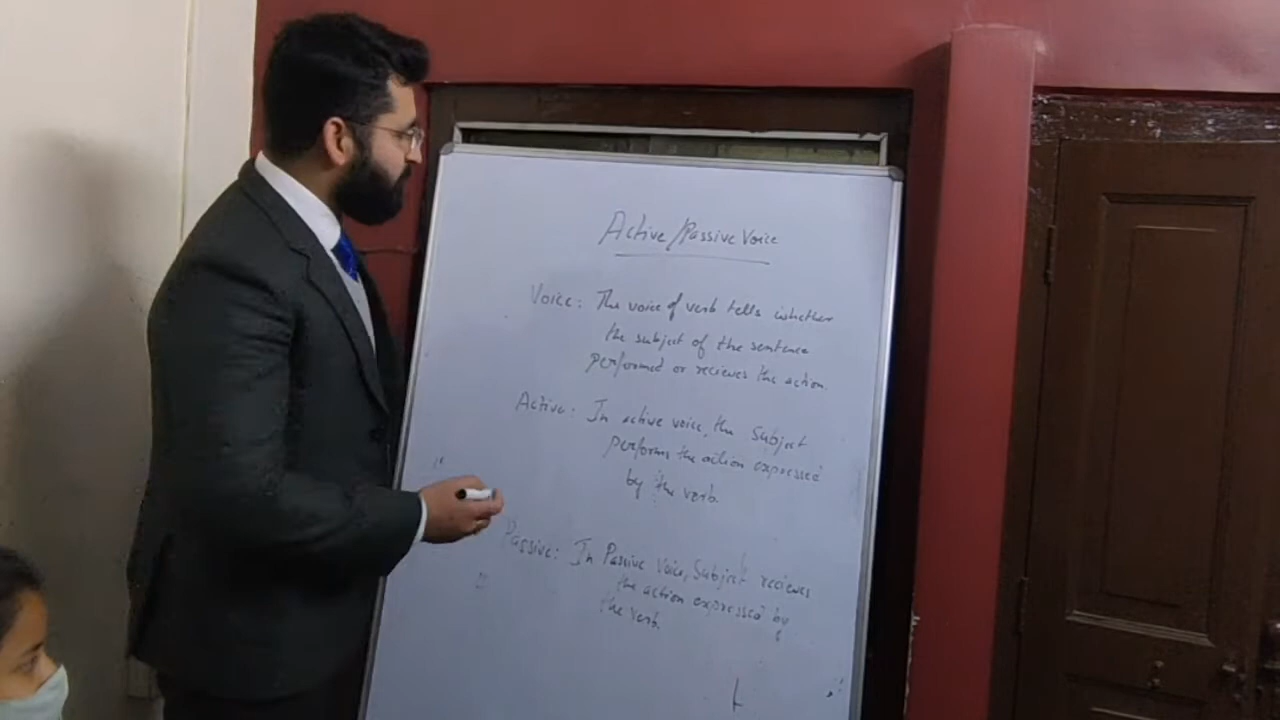 Active/Passive Voice
Voice: The voice of verb tells whether
the subject of the sentence
performed or recieves the action.
Active: In active voice, the Subject
performs the action expressed
by the verb.
Passive: In Passive Voice, Subject recieves
the action expressed by
the verb.